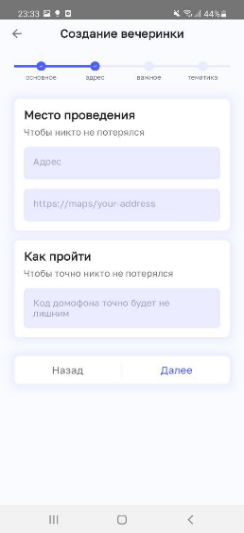 23:33 44%
Создание вечеринки
основное адрес важное тематика
Место проведения
Чтобы никто не потерялся
Адрес
https://maps/your-address
Как пройти
Чтобы точно никто не потерялся
Код домофона точно будет не
лишним
Назад Далее